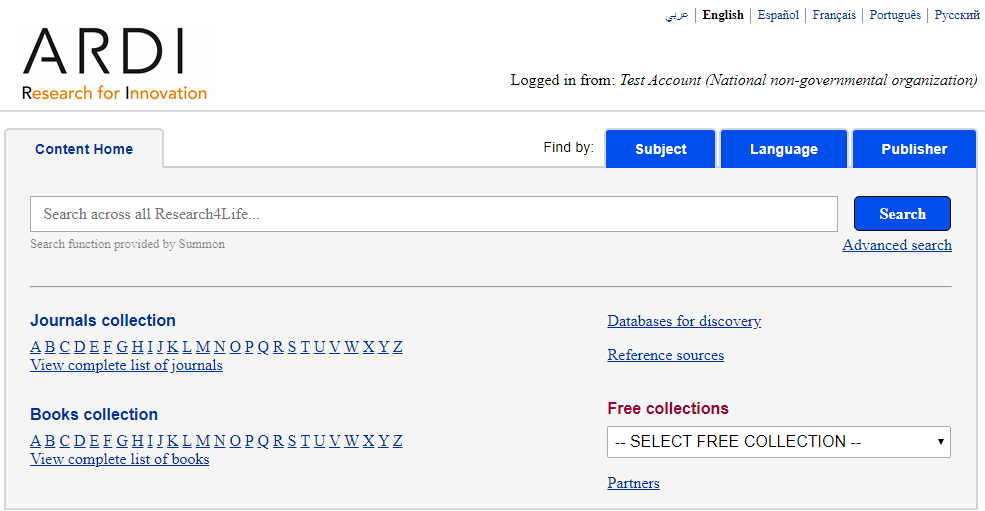 عربي | English | Español | Français | Português | Русский
ARDI
Research for Innovation
Logged in from: Test Account (National non-governmental organization)
Content Home
Find by: Subject Language Publisher
Search across all Research4Life... Search
Search function provided by Summon
Advanced search
Journals collection
A B C D E F G H I J K L M N O P Q R S T U V W X Y Z
View complete list of journals
Books collection
A B C D E F G H I J K L M N O P Q R S T U V W X Y Z
View complete list of books
Databases for discovery
Reference sources
Free collections
-- SELECT FREE COLLECTION --
Partners